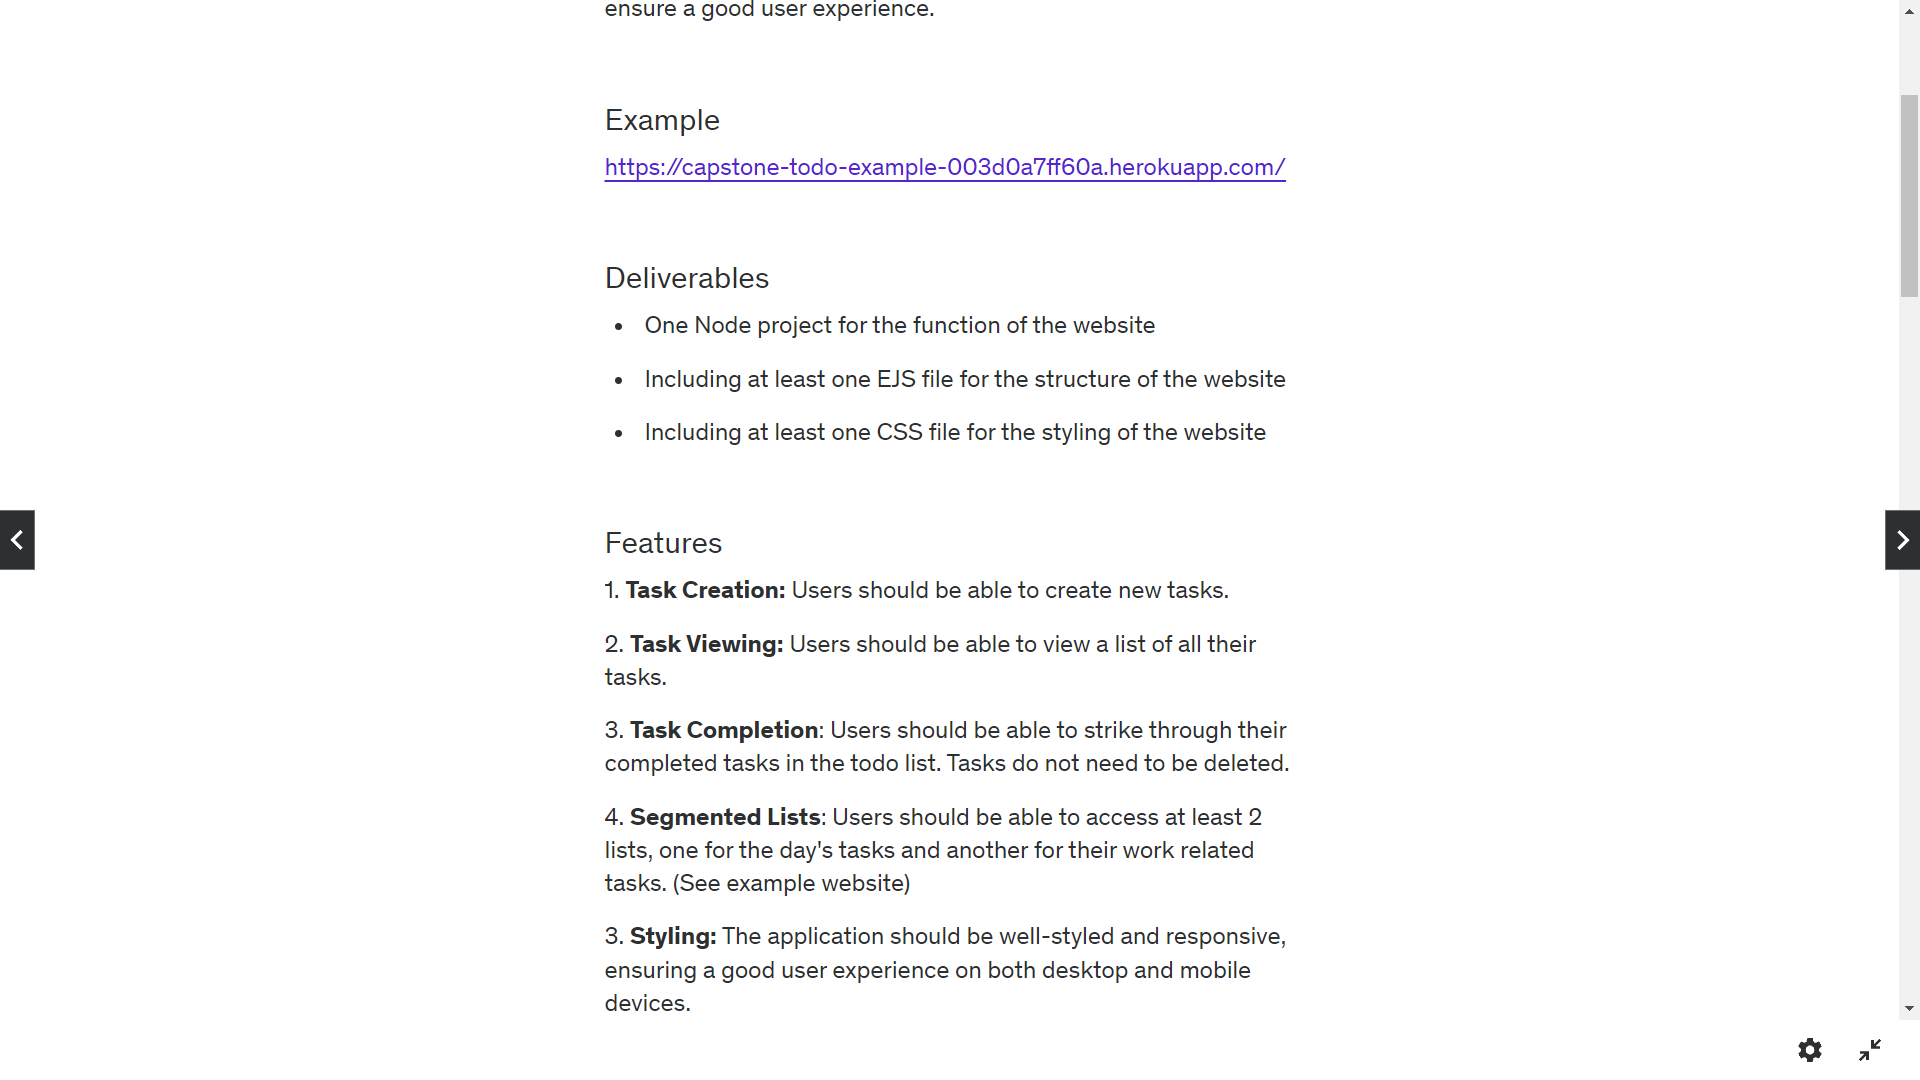 ensure a good user experience.
Example
https://capstone-todo-example-003d0a7ff60a.herokuapp.com/
Deliverables
• One Node project for the function of the website
• Including at least one EJS file for the structure of the website
• Including at least one CSS file for the styling of the website
Features
1. Task Creation: Users should be able to create new tasks.
2. Task Viewing: Users should be able to view a list of all their
tasks.
3. Task Completion: Users should be able to strike through their
completed tasks in the todo list. Tasks do not need to be deleted.
4. Segmented Lists: Users should be able to access at least 2
lists, one for the day's tasks and another for their work related
tasks. (See example website)
3. Styling: The application should be well-styled and responsive,
ensuring a good user experience on both desktop and mobile
devices.